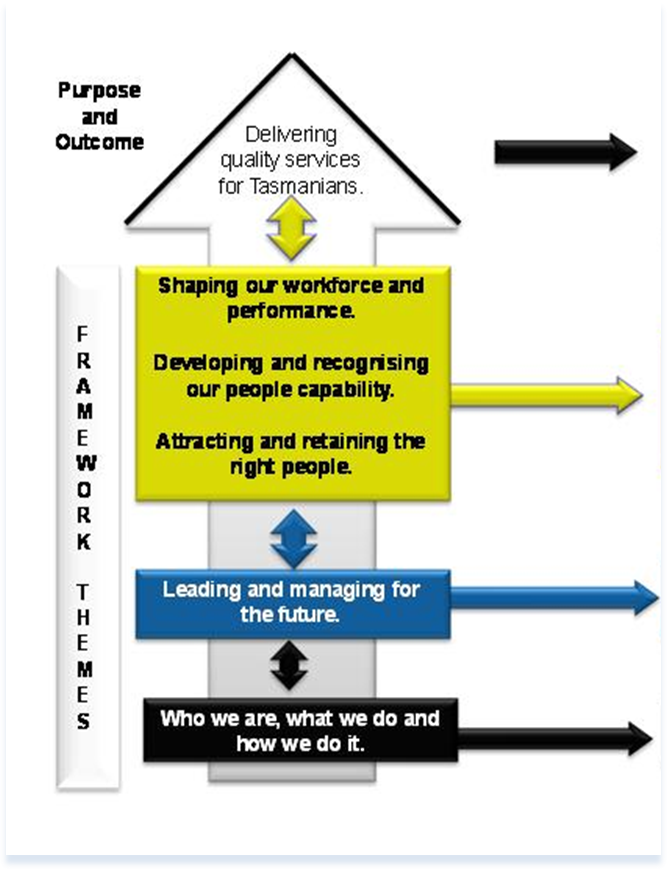 Purpose
and
Outcome
Delivering
quality services
for Tasmanians.
FRAMEWORK THEMES
Shaping our workforce and
performance.
Developing and recognising
our people capability.
Attracting and retaining the
right people.
Leading and managing for
the future.
Who we are, what we do and
how we do it.